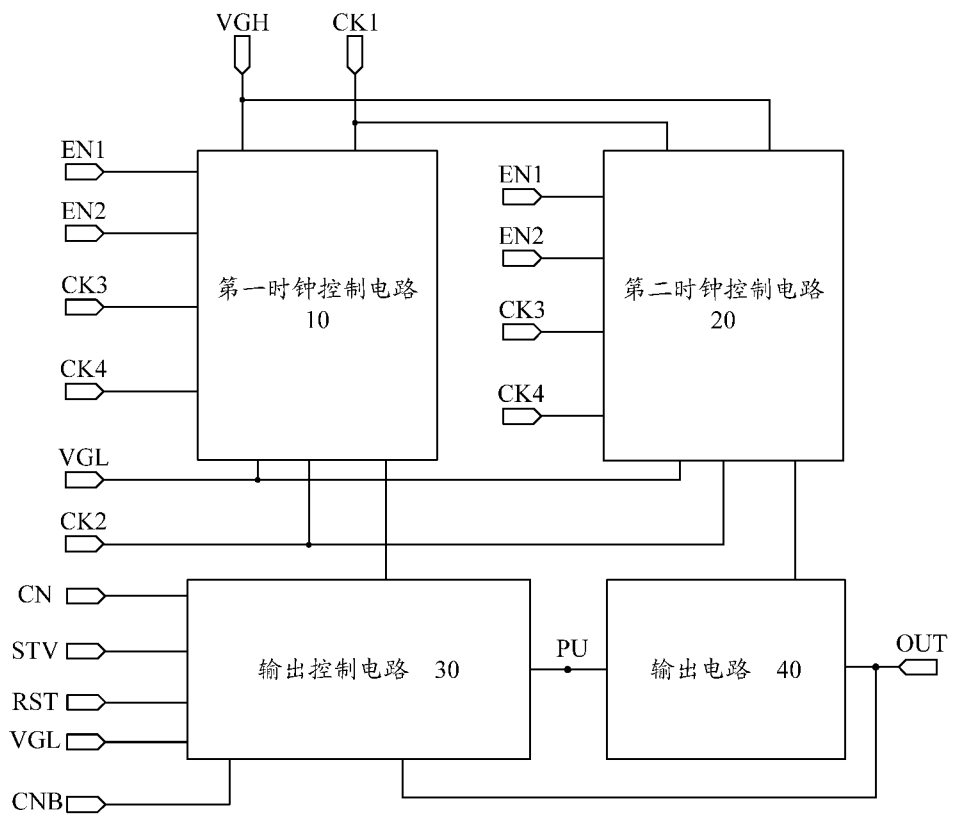 VGH
CK1
EN1
EN2
CK3
CK4
第一时钟控制电路
10
EN1
EN2
CK3
CK4
第二时钟控制电路
20
VGL
CK2
CN
STV
RST
VGL
CNB
输出控制电路 30
PU
输出电路 40
OUT